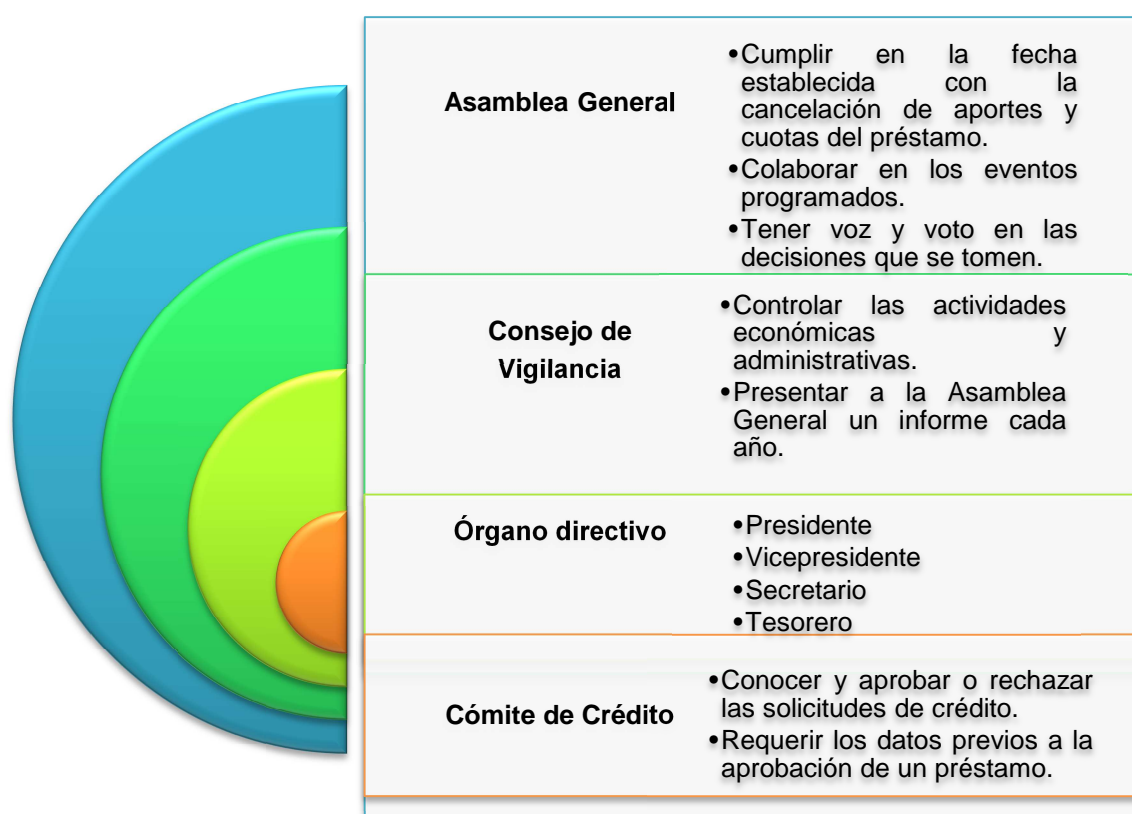 Asamblea General
•Cumplir en la fecha
establecida con la
cancelación de aportes y
cuotas del préstamo.
•Colaborar en los eventos
programados.
•Tener voz y voto en las
decisiones que se tomen.
Consejo de
Vigilancia
•Controlar las actividades
económicas y
administrativas.
•Presentar a la Asamblea
General un informe cada
año.
Órgano directivo
•Presidente
•Vicepresidente
•Secretario
•Tesorero
Cómite de Crédito
•Conocer y aprobar o rechazar
las solicitudes de crédito.
•Requerir los datos previos a la
aprobación de un préstamo.